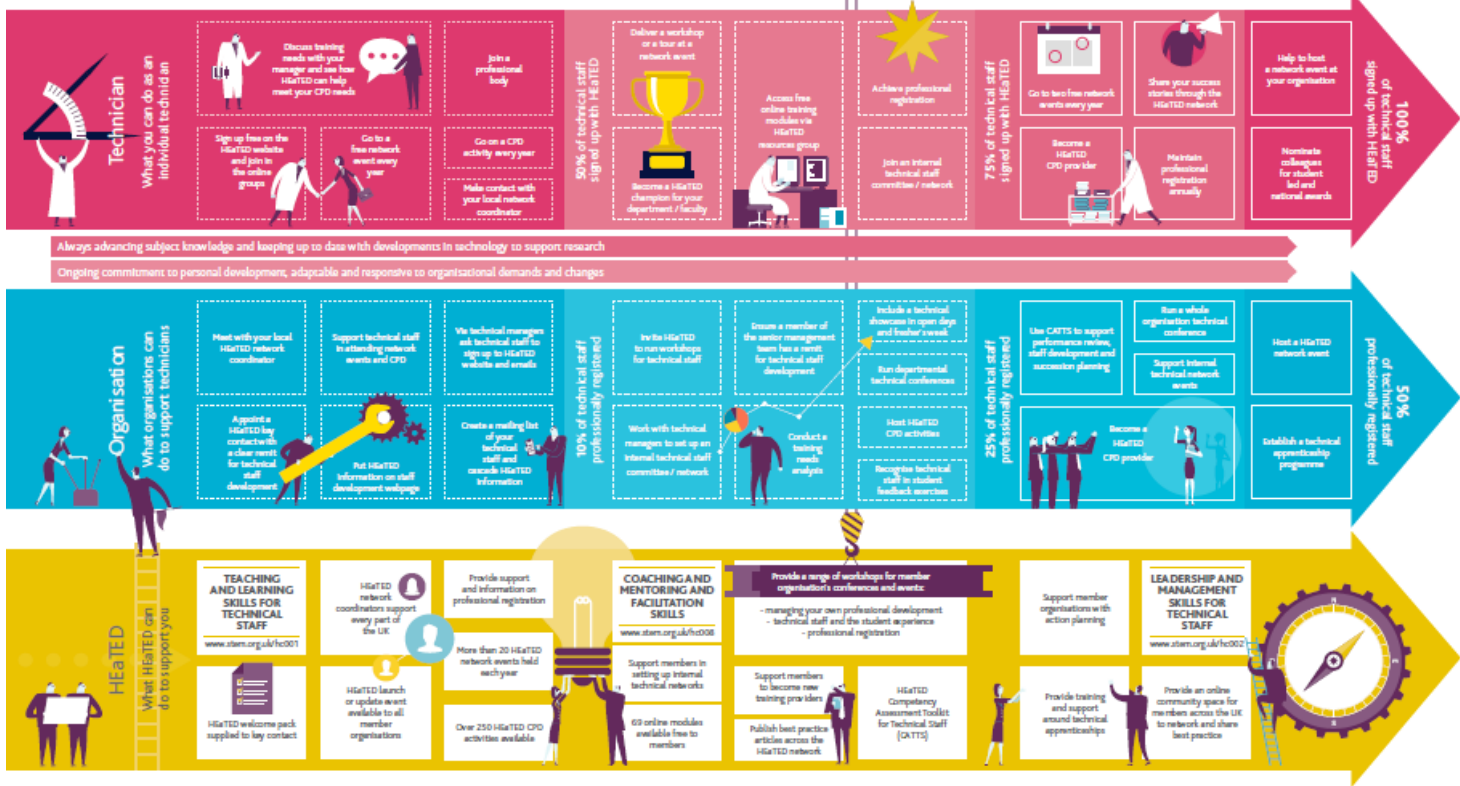 Technician
What you can do as an
individual technician
Discuss training
needs with your
manager and see how
HEaTED can help
meet your CPD needs
Sign up free on the
HEaTED website
and join in
the online
groups
Go to a
free network
event every
year
Join a
professional
body
Go on a CPD
activity every year
Make contact with
your local network
coordinator
50% of technical staff
signed up with HEaTED
Deliver a workshop
or a tour at a
network event
Become a HEaTED
champion for your
department / faculty
Access free
online training
modules via
HEaTED
resources group
Achieve professional
registration
Join an internal
technical staff
committee / network
75% of technical staff
signed up with HEaTED
Go to two free network
events every year
Share your success
stories through the
HEaTED network
Become a
HEaTED
CPD provider
Maintain
professional
registration
annually
Help to host
a network event at
your organisation
Nominate
colleagues
for student
led and
national awards
100%
of technical staff
signed up with HEaTED
Always advancing subject knowledge and keeping up to date with developments in technology to support research
Ongoing commitment to personal development, adaptable and responsive to organisational demands and changes
Organisation
What organisations can
do to support technicians
Meet with your local
HEaTED network
coordinator
Support technical staff
in attending network
events and CPD
Via technical managers
ask technical staff to
sign up to HEaTED
website and emails
Appoint a
HEaTED key
contact with
a clear remit
for technical
staff
development
Put HEaTED
information on staff
development webpage
Create a mailing list
of your
technical
staff and
cascade HEaTED
information
10% of technical staff
professionally registered
Invite HEaTED
to run workshops
for technical staff
Ensure a member of
the senior management
team has a remit
for technical staff
development
Include a technical
showcase in open days
and fresher's week
Run departmental
technical conferences
Work with technical
managers to set up an
internal technical staff
committee / network
Conduct a
training
needs
analysis
Host HEaTED
CPD activities
Recognise technical
staff in student
feedback exercises
25% of technical staff
professionally registered
Use CATTS to support
performance review,
staff development and
succession planning
Run a whole
organisation technical
conference
Support internal
technical network
events
Become a
HEaTED
CPD provider
Host a HEaTED
network event
Establish a technical
apprenticeship
programme
50%
of technical staff
professionally registered
HEaTED
What HEaTED can
do to support you
TEACHING
AND LEARNING
SKILLS FOR
TECHNICAL
STAFF
www.stem.org.uk/hc001
HEaTED welcome pack
supplied to key contact
HEaTED
network
coordinators support
every part of
the UK
HEaTED launch
or update event
available to all
member
organisations
Provide support
and information on
professional registration
More than 20 HEaTED
network events held
each year
Over 250 HEaTED CPD
activities available
COACHING AND
MENTORING AND
FACILITATION
SKILLS
www.stem.org.uk/hc008
Support members in
setting up internal
technical networks
69 online modules
available free to
members
Provide a range of workshops for member
organisation's conferences and events:
- managing your own professional development
- technical staff and the student experience
- professional registration
Support members
to become new
training providers
Publish best practice
articles across the
HEaTED network
HEaTED
Competency
Assessment Toolkit
for Technical Staff
(CATTS)
Support member
organisations with
action planning
Provide training
and support
around technical
apprenticeships
LEADERSHIP AND
MANAGEMENT
SKILLS FOR
TECHNICAL
STAFF
www.stem.org.uk/hc002
Provide an online
community space for
members across the UK
to network and share
best practice